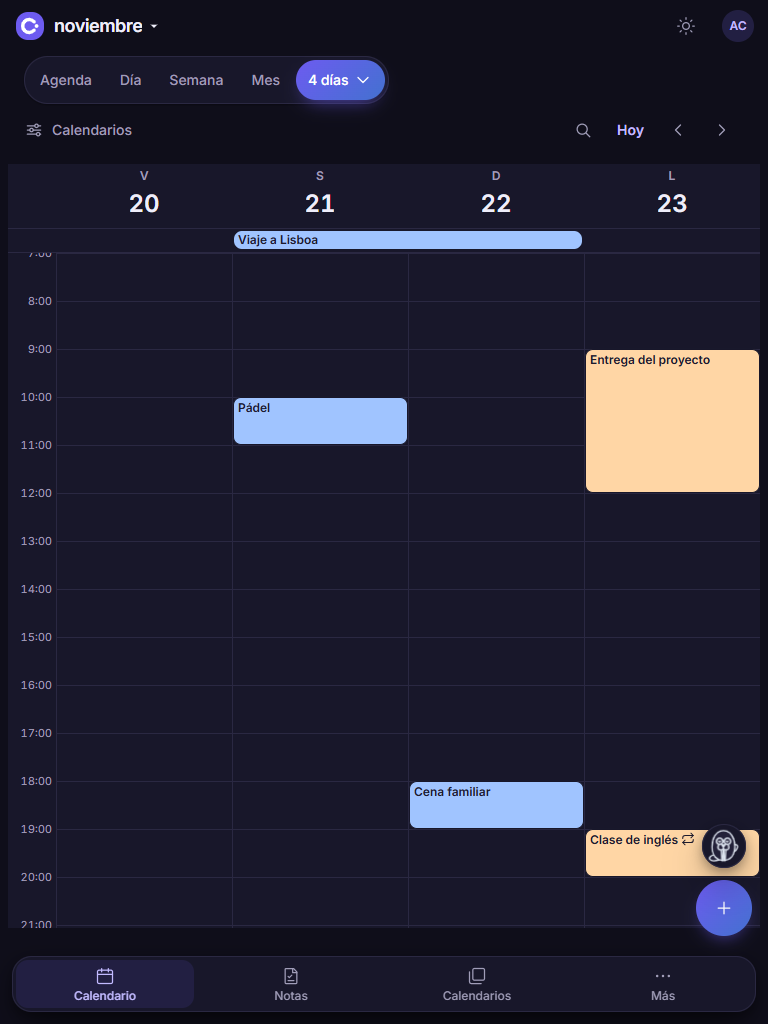 noviembre
AC
Agenda Día Semana Mes 4 días
Calendarios
Hoy
V S D L
20 21 22 23
Viaje a Lisboa
7:00
8:00
9:00
Entrega del proyecto
10:00
Pádel
11:00
12:00
13:00
14:00
15:00
16:00
17:00
18:00
Cena familiar
19:00
Clase de inglés
20:00
21:00
Calendario Notas Calendarios Más